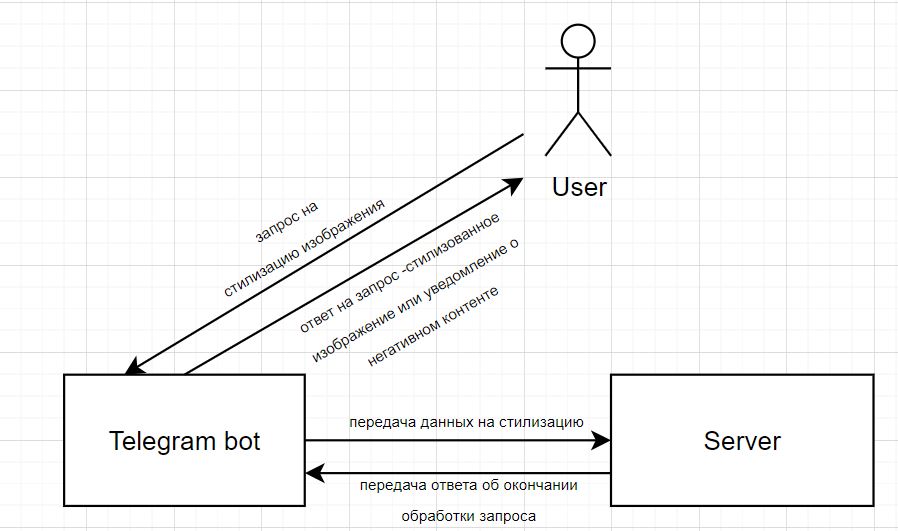 User
запрос на
стилизацию изображения
ответ на запрос -стилизованное
изображение или уведомление о
негативном контенте
Telegram bot
передача данных на стилизацию
Server
передача ответа об окончании
обработки запроса